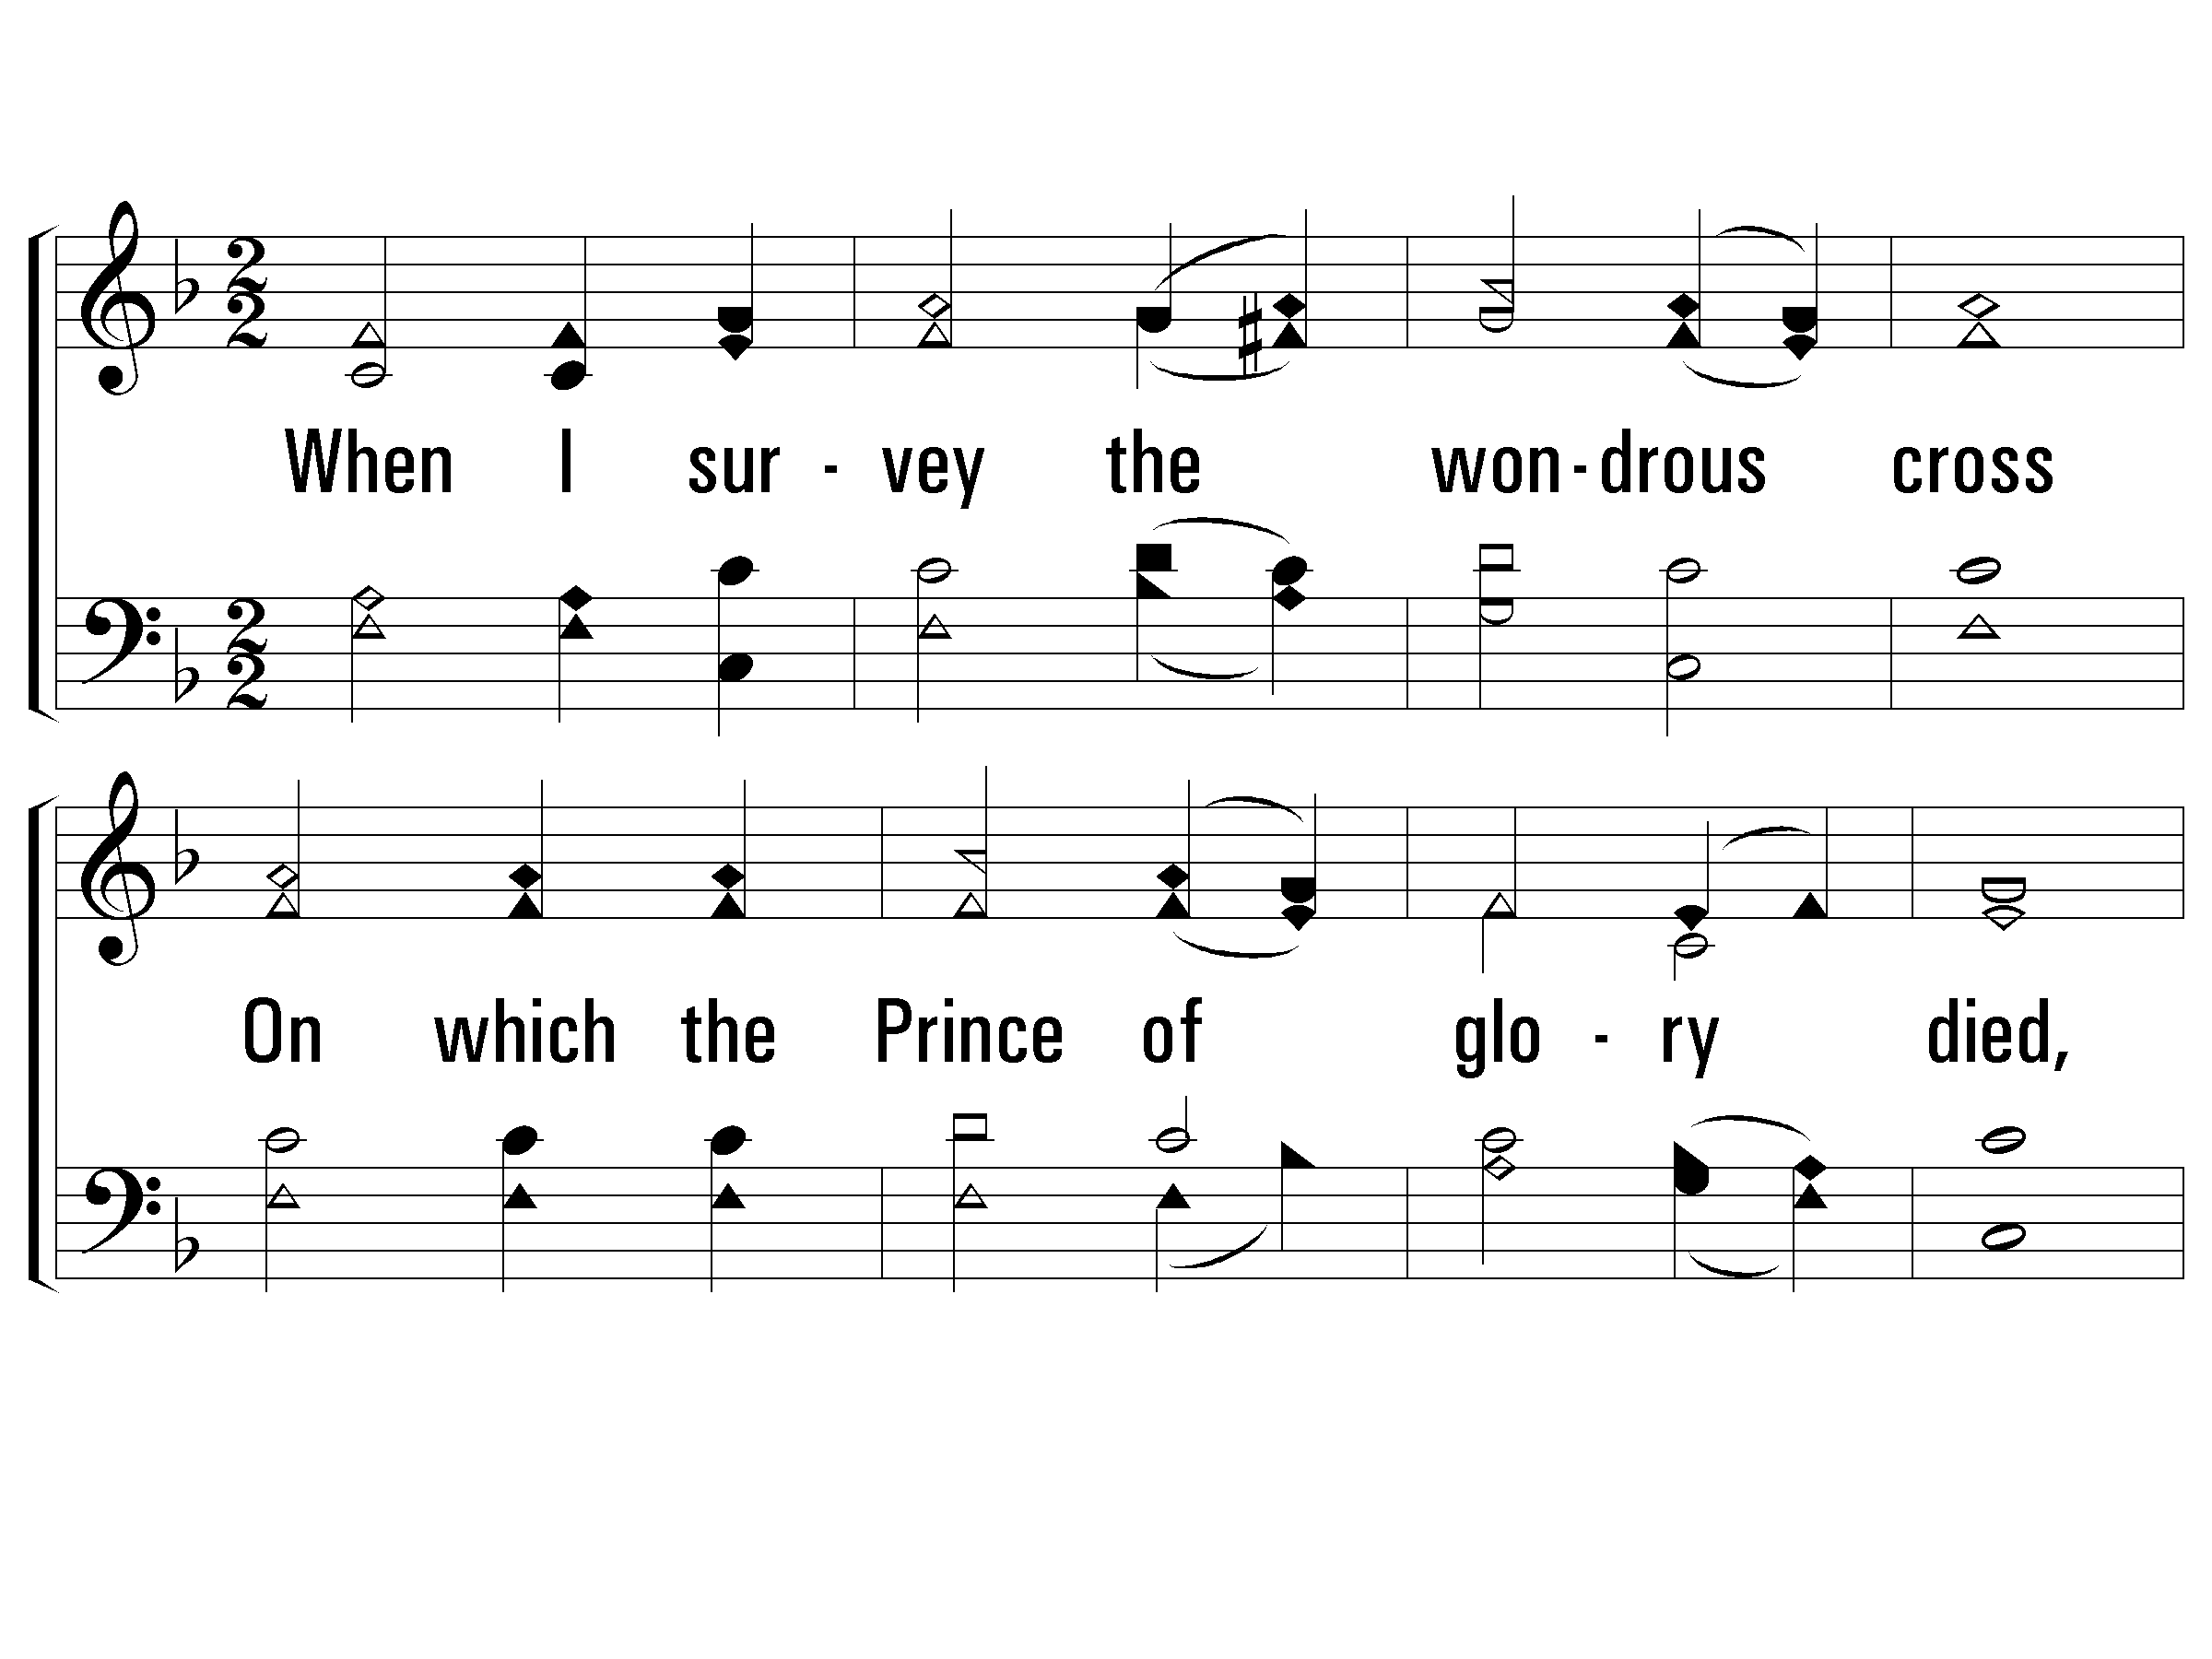 When I sur - vey the won - drous cross
On which the Prince of glo - ry died,